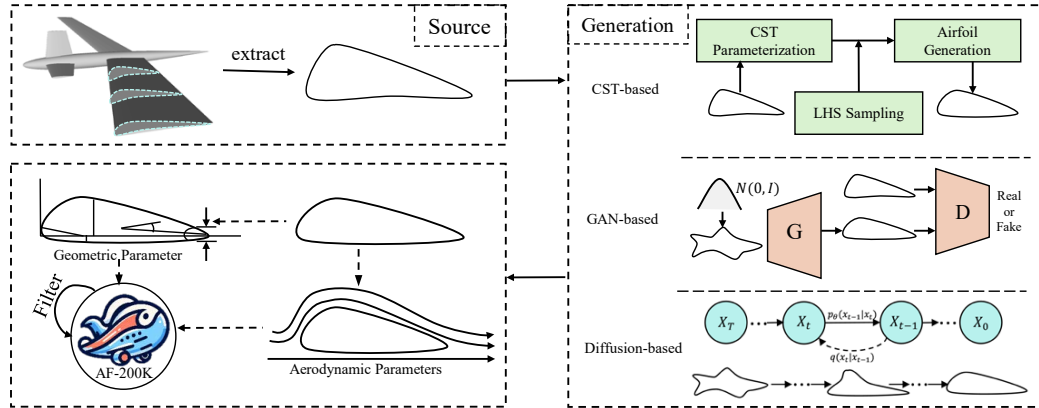 extract
Source
Geometric Parameter
Filter
AF-200K
Aerodynamic Parameters
Generation
CST-based
CST
Parameterization
Airfoil
Generation
LHS Sampling
GAN-based
N(0, I)
G
D
Real
or
Fake
Diffusion-based
X_T
X_t
p_θ(x_{t−1}|x_t)
X_{t−1}
X_0
q(x_t|x_{t−1})